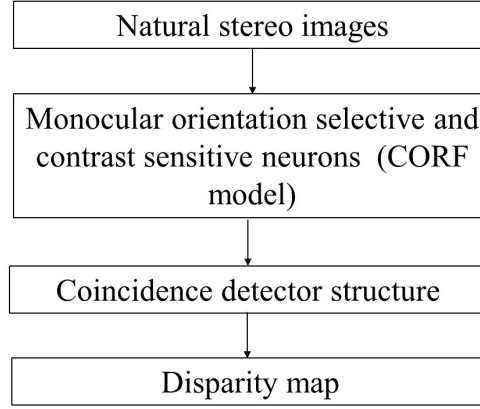 Natural stereo images
Monocular orientation selective and
contrast sensitive neurons (CORF
model)
Coincidence detector structure
Disparity map